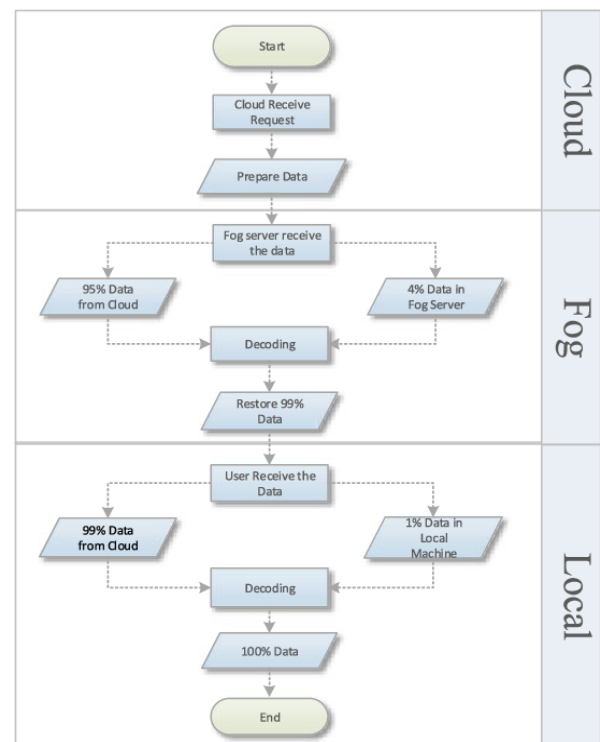 Start
Cloud Receive
Request
Prepare Data
Cloud
Fog server receive
the data
95% Data
from Cloud
4% Data in
Fog Server
Decoding
Restore 99%
Data
Fog
User Receive the
Data
99% Data
from Cloud
1% Data in
Local
Machine
Decoding
100% Data
End
Local